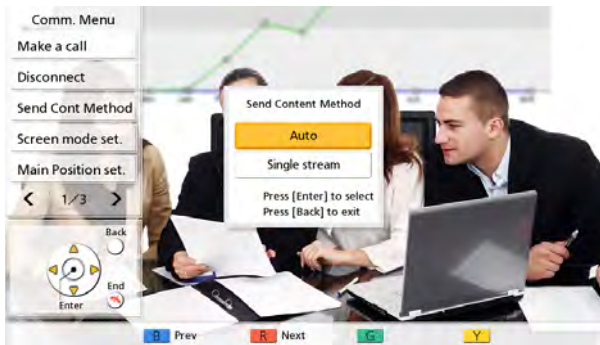 Comm. Menu
Make a call
Disconnect
Send Cont Method
Screen mode set.
Main Position set.
1/3
Back
End
Enter
Send Content Method
Auto
Single stream
Press [Enter] to select
Press [Back] to exit
B Prev R Next G Y